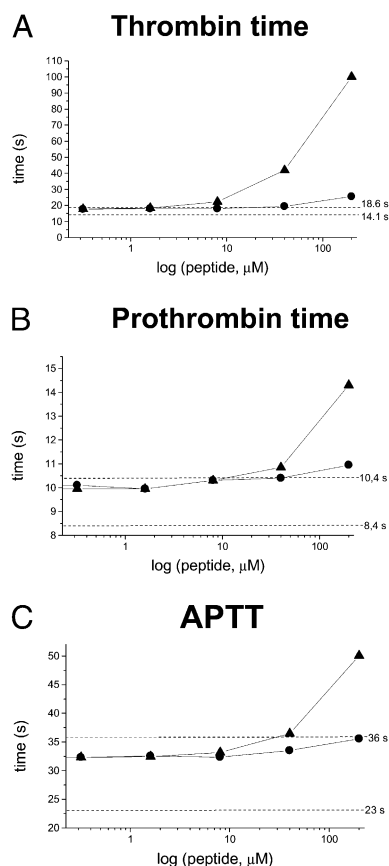 A Thrombin time
110
100
90
80
70
60
50
40
30
20
10
0
time (s)
18.6 s
14.1 s
1 10 100
log (peptide, µM)
B Prothrombin time
15
14
13
12
11
10
9
8
time (s)
10,4 s
8,4 s
1 10 100
log (peptide, µM)
C APTT
50
45
40
35
30
25
20
time (s)
36 s
23 s
1 10 100
log (peptide, µM)